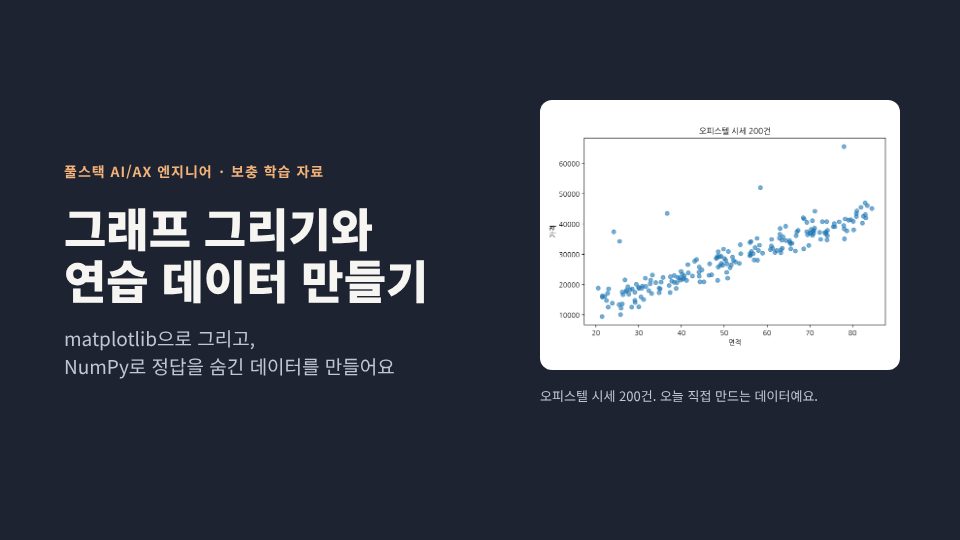 풀스택 AI/AX 엔지니어 · 보충 학습 자료
그래프 그리기와
연습 데이터 만들기
matplotlib으로 그리고,
NumPy로 정답을 숨긴 데이터를 만들어요
오피스텔 시세 200건
60000
50000
40000
30000
20000
10000
가격
20 30 40 50 60 70 80
면적
오피스텔 시세 200건. 오늘 직접 만드는 데이터예요.